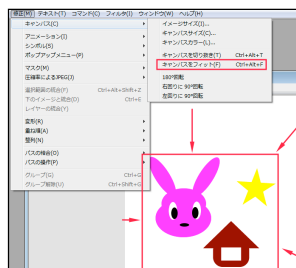 修正(M) テキスト(T) コマンド(C) フィルタ(I) ウィンドウ(W) ヘルプ(H)
キャンバス(C)
アニメーション(I)
シンボル(S)
ポップアップメニュー(P)
マスク(M)
圧縮率によるJPEG(J)
選択範囲の統合(F) Ctrl+Alt+Shift+Z
下のイメージと統合(D) Ctrl+E
レイヤーの統合(Y)
変形(R)
重ね順(A)
整列(N)
パスの結合(O)
パスの操作(P)
グループ(G) Ctrl+G
グループ解除(U) Ctrl+Shift+G
イメージサイズ(I)...
キャンバスサイズ(C)...
キャンバスカラー(L)...
キャンバスを切り抜き(T) Ctrl+Alt+T
キャンバスをフィット(F) Ctrl+Alt+F
180°回転
右回りに 90°回転
左回りに 90°回転